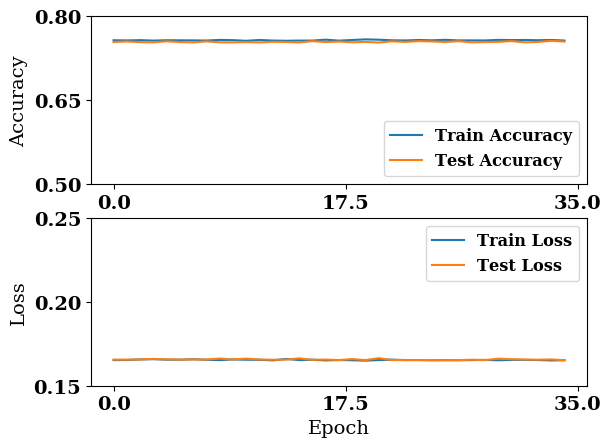 0.80
0.65
0.50
Accuracy
Train Accuracy
Test Accuracy
0.0 17.5 35.0
0.25
0.20
0.15
Loss
Train Loss
Test Loss
0.0 17.5 35.0
Epoch